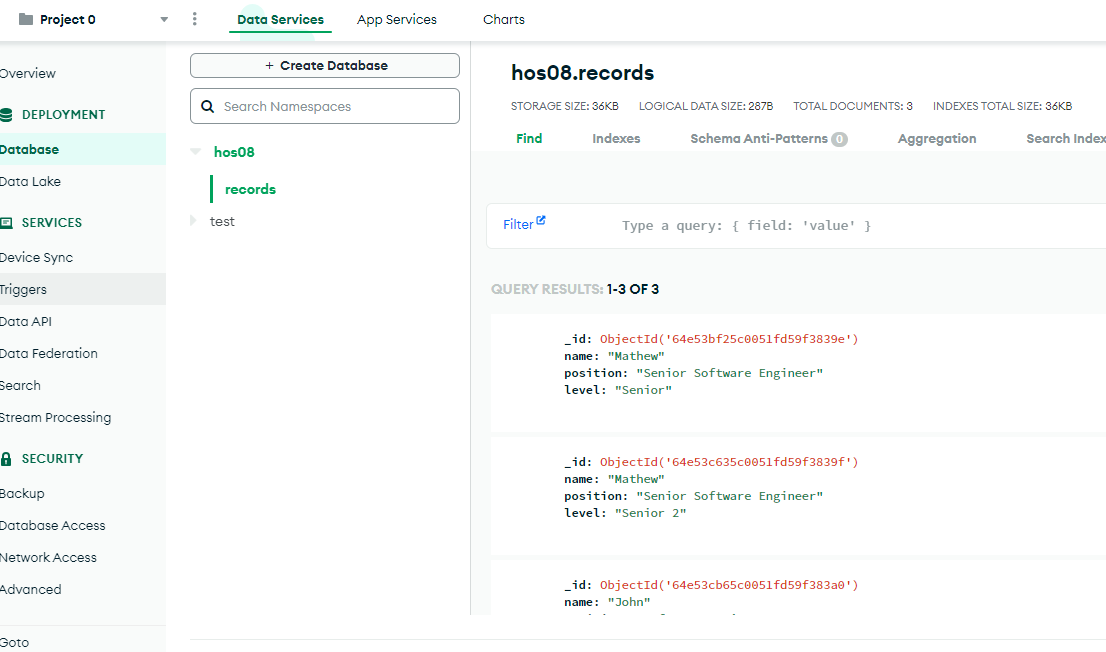 Project 0
Data Services
App Services
Charts
Overview
DEPLOYMENT
Database
Data Lake
SERVICES
Device Sync
Triggers
Data API
Data Federation
Search
Stream Processing
SECURITY
Backup
Database Access
Network Access
Advanced
Goto
+ Create Database
Search Namespaces
hos08
records
test
hos08.records
STORAGE SIZE: 36KB LOGICAL DATA SIZE: 287B TOTAL DOCUMENTS: 3 INDEXES TOTAL SIZE: 36KB
Find Indexes Schema Anti-Patterns 0 Aggregation Search Index
Filter Type a query: { field: 'value' }
QUERY RESULTS: 1-3 OF 3
_id: ObjectId('64e53bf25c0051fd59f3839e')
name: "Mathew"
position: "Senior Software Engineer"
level: "Senior"
_id: ObjectId('64e53c635c0051fd59f3839f')
name: "Mathew"
position: "Senior Software Engineer"
level: "Senior 2"
_id: ObjectId('64e53cb65c0051fd59f383a0')
name: "John"